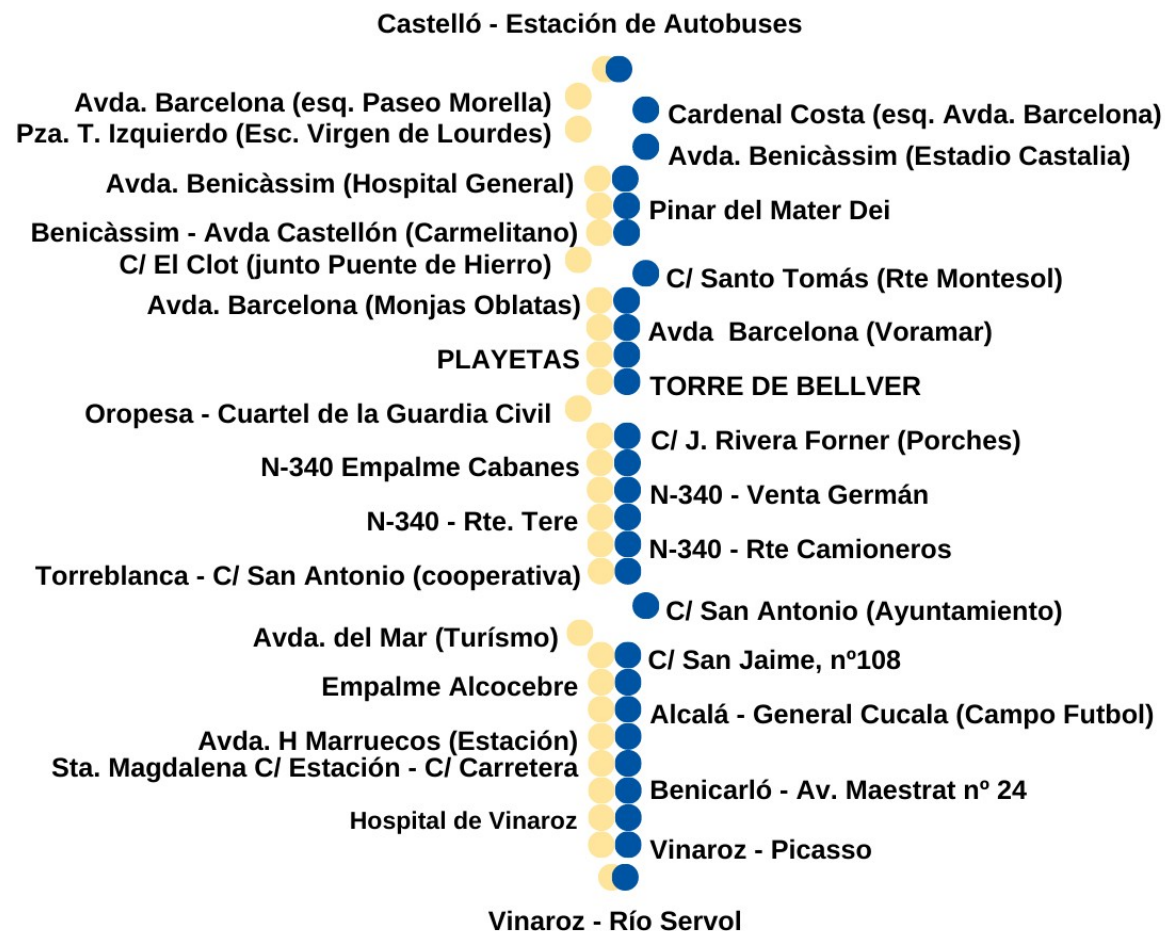 Castelló - Estación de Autobuses
Avda. Barcelona (esq. Paseo Morella)
Cardenal Costa (esq. Avda. Barcelona)
Pza. T. Izquierdo (Esc. Virgen de Lourdes)
Avda. Benicàssim (Estadio Castalia)
Avda. Benicàssim (Hospital General)
Pinar del Mater Dei
Benicàssim - Avda Castellón (Carmelitano)
C/ El Clot (junto Puente de Hierro)
C/ Santo Tomás (Rte Montesol)
Avda. Barcelona (Monjas Oblatas)
Avda Barcelona (Voramar)
PLAYETAS
TORRE DE BELLVER
Oropesa - Cuartel de la Guardia Civil
C/ J. Rivera Forner (Porches)
N-340 Empalme Cabanes
N-340 - Venta Germán
N-340 - Rte. Tere
N-340 - Rte Camioneros
Torreblanca - C/ San Antonio (cooperativa)
C/ San Antonio (Ayuntamiento)
Avda. del Mar (Turísmo)
C/ San Jaime, nº108
Empalme Alcocebre
Alcalá - General Cucala (Campo Futbol)
Avda. H Marruecos (Estación)
Sta. Magdalena C/ Estación - C/ Carretera
Benicarló - Av. Maestrat nº 24
Hospital de Vinaroz
Vinaroz - Picasso
Vinaroz - Río Servol